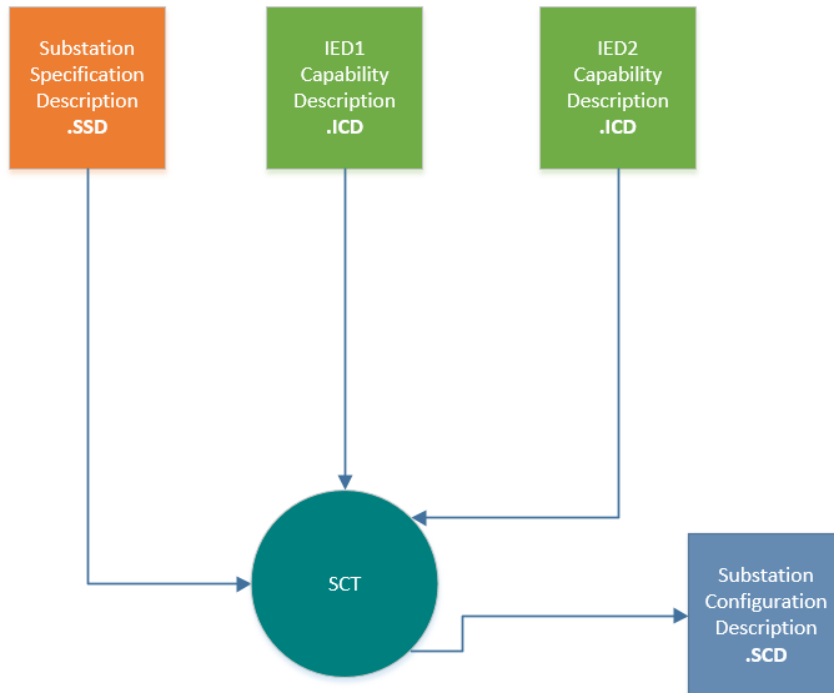 Substation
Specification
Description
.SSD
IED1
Capability
Description
.ICD
IED2
Capability
Description
.ICD
SCT
Substation
Configuration
Description
.SCD